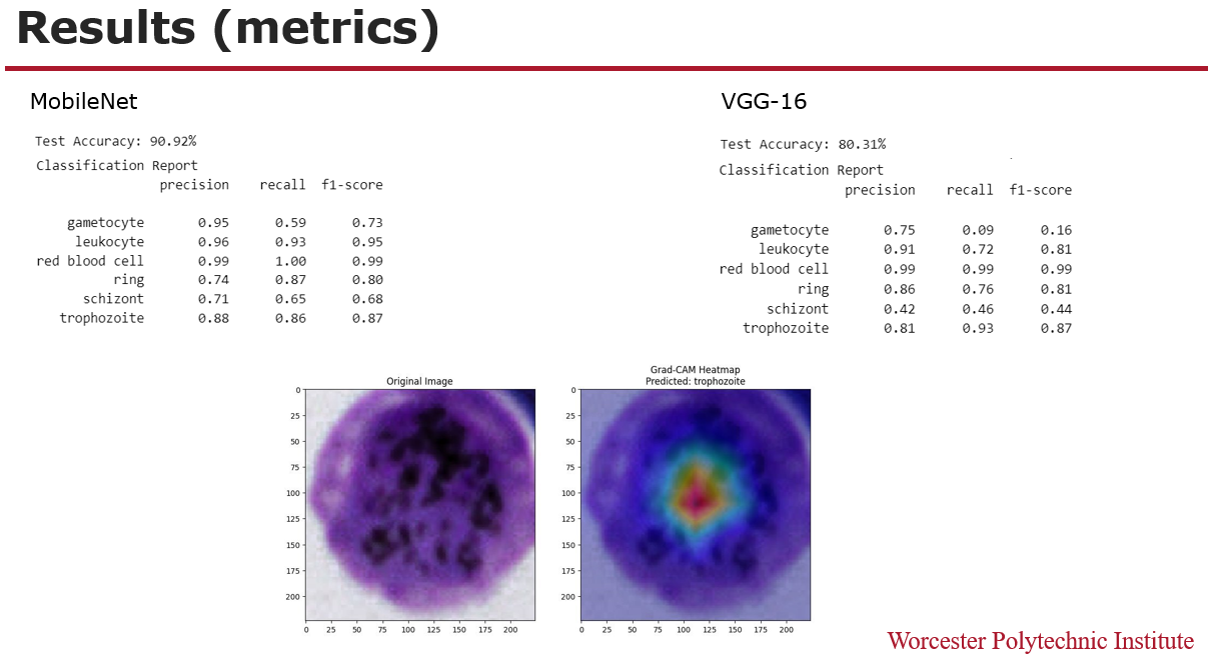 Results (metrics)
MobileNet
Test Accuracy: 90.92%
Classification Report
precision recall f1-score
gametocyte 0.95 0.59 0.73
leukocyte 0.96 0.93 0.95
red blood cell 0.99 1.00 0.99
ring 0.74 0.87 0.80
schizont 0.71 0.65 0.68
trophozoite 0.88 0.86 0.87
VGG-16
Test Accuracy: 80.31%
Classification Report
precision recall f1-score
gametocyte 0.75 0.09 0.16
leukocyte 0.91 0.72 0.81
red blood cell 0.99 0.99 0.99
ring 0.86 0.76 0.81
schizont 0.42 0.46 0.44
trophozoite 0.81 0.93 0.87
Original Image
0
25
50
75
100
125
150
175
200
0 25 50 75 100 125 150 175 200
Grad-CAM Heatmap
Predicted: trophozoite
0
25
50
75
100
125
150
175
200
0 25 50 75 100 125 150 175 200
Worcester Polytechnic Institute